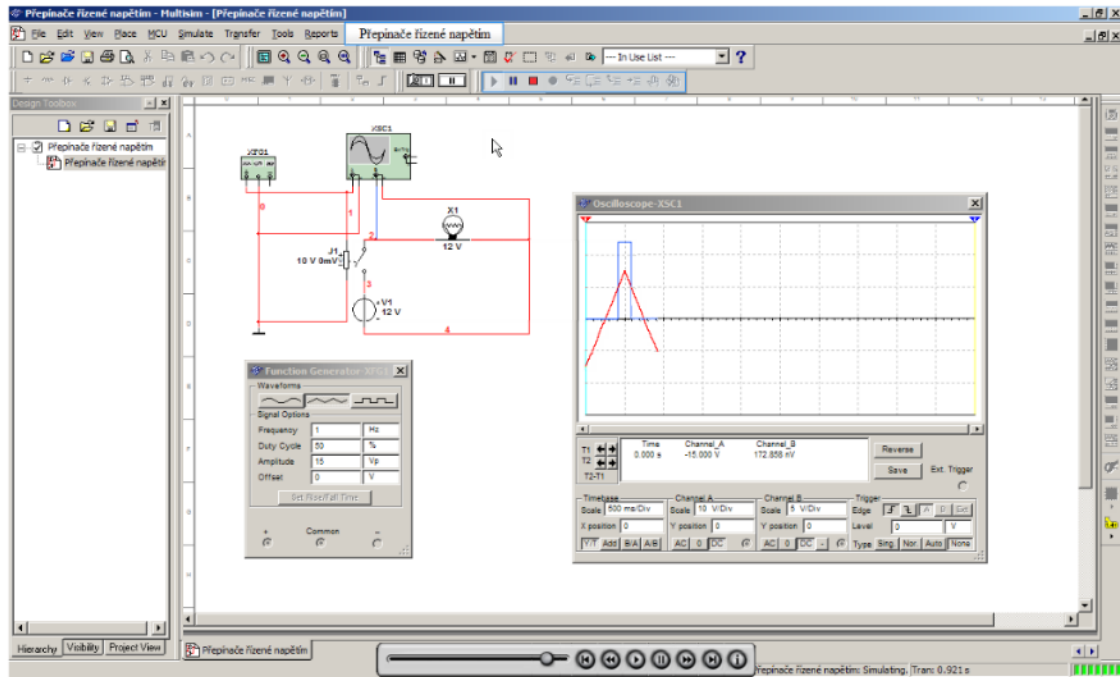 Přepínače řízené napětím - Multisim - [Přepínače řízené napětím]
File Edit View Place MCU Simulate Transfer Tools Reports Přepínače řízené napětím
--- In Use List ---
Design Toolbox
Přepínače řízené napětím
Přepínače řízené napětím
XFG1
XSC1
0
1
X1
12 V
2
J1
10 V 0mV
3
V1
12 V
4
Oscilloscope-XSC1
Time Channel_A Channel_B
T1 0.000 s -15.000 V 172.858 nV
T2
T2-T1
Reverse
Save Ext. Trigger
Timebase Channel A Channel B Trigger
Scale 500 ms/Div Scale 10 V/Div Scale 5 V/Div Edge Ext
X position 0 Y position 0 Y position 0 Level 0 V
Y/T Add B/A A/B AC 0 DC AC 0 DC - Type Sing. Nor. Auto None
Function Generator-XFG1
Waveforms
Signal Options
Frequency 1 Hz
Duty Cycle 50 %
Amplitude 15 Vp
Offset 0 V
Set Rise/Fall Time
+ Common -
Hierarchy Visibility Project View
Přepínače řízené napětím
Přepínače řízené napětím: Simulating. Tran: 0.921 s